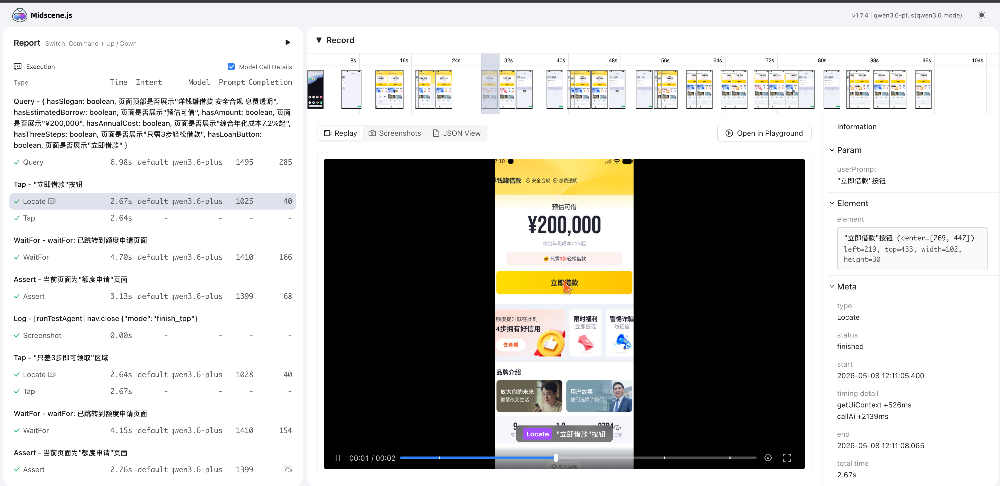 Midscene.js
v1.7.4 | qwen3.6-plus(qwen3.6 mode)
Report Switch: Command + Up / Down
Execution
Model Call Details
Type Time Intent Model Prompt Completion
Query - { hasSlogan: boolean, 页面顶部是否展示"洋钱罐借款 安全合规 息费透明",
hasEstimatedBorrow: boolean, 页面是否展示"预估可借", hasAmount: boolean, 页面
是否展示"¥200,000", hasAnnualCost: boolean, 页面是否展示"综合年化成本7.2%起",
hasThreeSteps: boolean, 页面是否展示"只需3步轻松借款", hasLoanButton:
boolean, 页面是否展示"立即借款" }
Query 6.98s default qwen3.6-plus 1495 285
Tap - "立即借款"按钮
Locate 2.67s default qwen3.6-plus 1025 40
Tap 2.64s - - - -
WaitFor - waitFor: 已跳转到额度申请页面
WaitFor 4.70s default qwen3.6-plus 1410 166
Assert - 当前页面为"额度申请"页面
Assert 3.13s default qwen3.6-plus 1399 68
Log - [runTestAgent] nav.close {"mode":"finish_top"}
Screenshot 0.00s - - - -
Tap - "只差3步即可领取"区域
Locate 2.64s default qwen3.6-plus 1028 40
Tap 2.67s - - - -
WaitFor - waitFor: 已跳转到额度申请页面
WaitFor 4.15s default qwen3.6-plus 1410 154
Assert - 当前页面为"额度申请"页面
Assert 2.76s default qwen3.6-plus 1399 75
Record
8s 16s 24s 32s 40s 48s 56s 64s 72s 80s 88s 96s 104s
Replay Screenshots JSON View
Open in Playground
2:10
洋钱罐借款 安全合规 息费透明
预估可借
¥200,000
综合年化成本7.2%起
只需3步轻松借款
立即借款
额度提升就在此刻
4步拥有好信用
去查看
限时福利
立即提现
警惕诈骗
勿轻信
品牌介绍
放大你的未来
智慧改变生活
用户故事
他们选择了我们
亿+
金额
Locate "立即借款"按钮
00:01 / 00:02
联系客服
Information
Param
userPrompt
"立即借款"按钮
Element
element
"立即借款"按钮 (center=[269, 447])
left=219, top=433, width=102,
height=30
Meta
type
Locate
status
finished
start
2026-05-08 12:11:05.400
timing detail
getUiContext +526ms
callAi +2139ms
end
2026-05-08 12:11:08.065
total time
2.67s